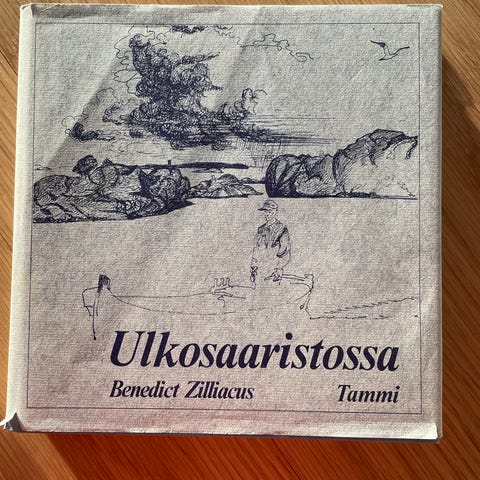 Ulkosaaristossa
Benedict Zilliacus Tammi